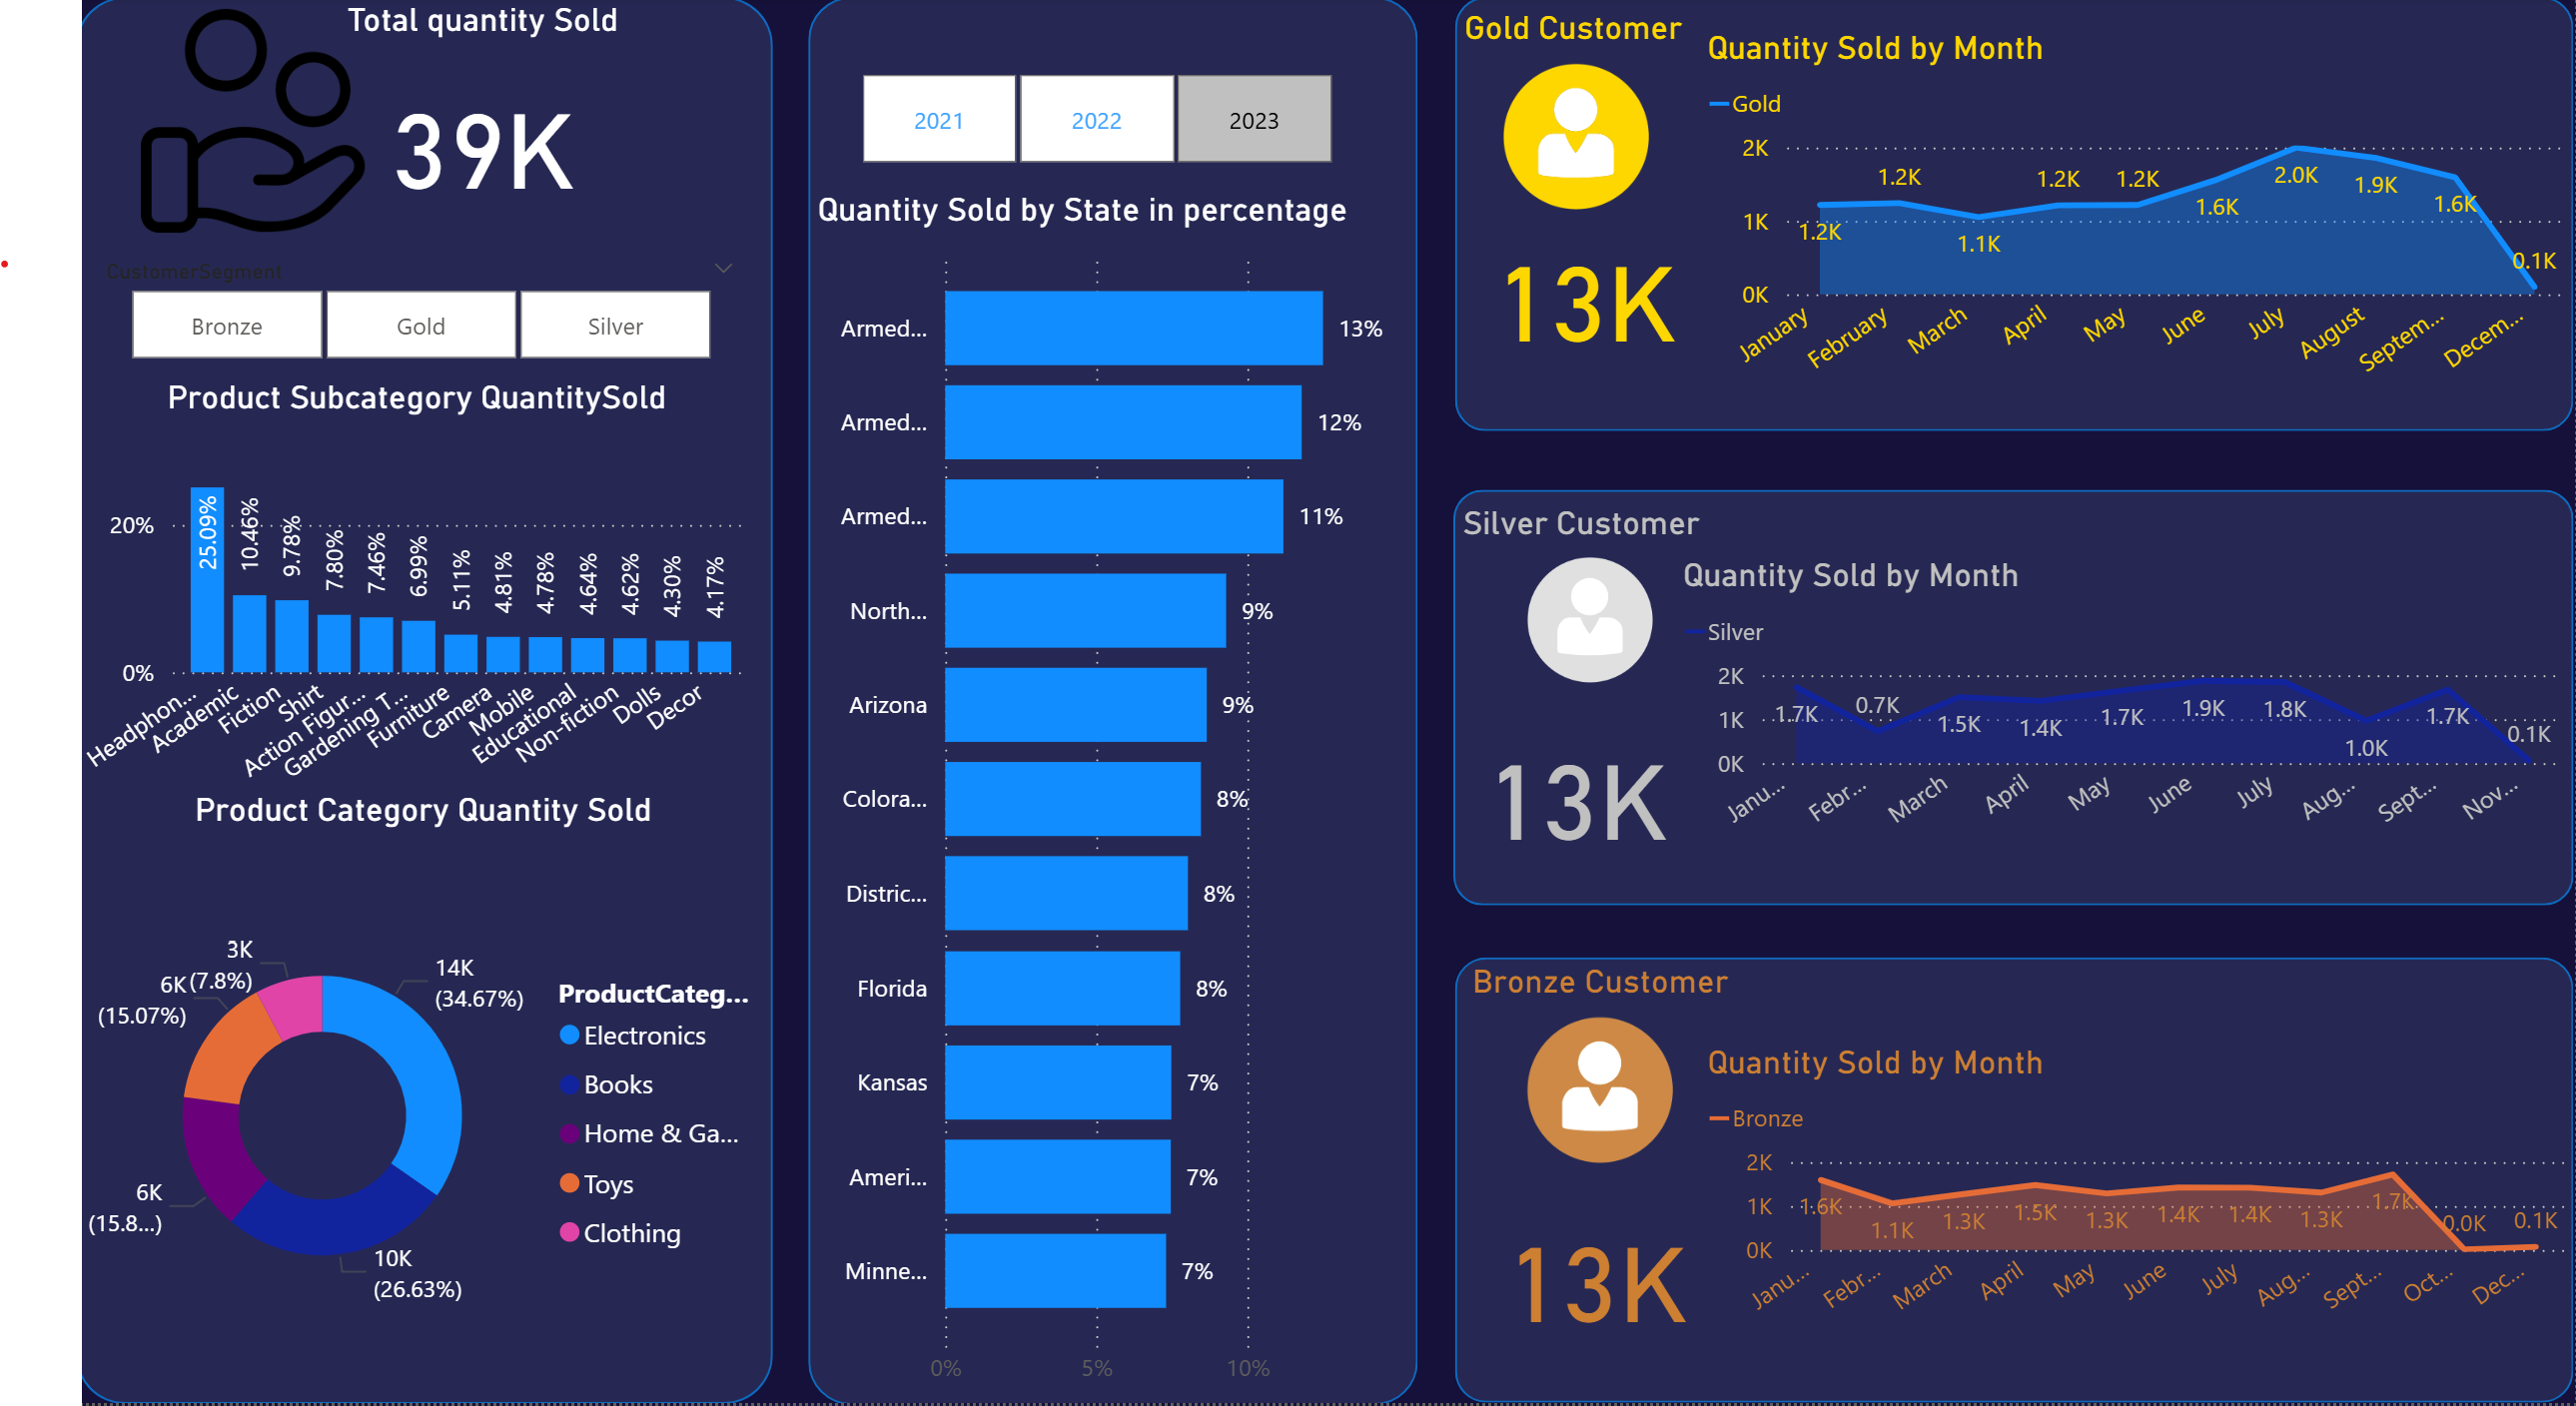 Total quantity Sold
39K
CustomerSegment
Bronze
Gold
Silver
Product Subcategory QuantitySold
20%
0%
25.09%
10.46%
9.78%
7.80%
7.46%
6.99%
5.11%
4.81%
4.78%
4.64%
4.62%
4.30%
4.17%
Headphon...
Academic
Fiction
Shirt
Action Figur...
Gardening T...
Furniture
Camera
Mobile
Educational
Non-fiction
Dolls
Decor
Product Category Quantity Sold
3K
(7.8%)
6K
(15.07%)
14K
(34.67%)
6K
(15.8...)
10K
(26.63%)
ProductCateg...
Electronics
Books
Home & Ga...
Toys
Clothing
2021
2022
2023
Quantity Sold by State in percentage
Armed... 13%
Armed... 12%
Armed... 11%
North... 9%
Arizona 9%
Colora... 8%
Distric... 8%
Florida 8%
Kansas 7%
Ameri... 7%
Minne... 7%
0% 5% 10%
Gold Customer
13K
Quantity Sold by Month
Gold
2K
1K
0K
1.2K
1.2K
1.1K
1.2K
1.2K
1.6K
2.0K
1.9K
1.6K
0.1K
January
February
March
April
May
June
July
August
Septem...
Decem...
Silver Customer
13K
Quantity Sold by Month
Silver
2K
1K
0K
1.7K
0.7K
1.5K
1.4K
1.7K
1.9K
1.8K
1.0K
1.7K
0.1K
Janu...
Febr...
March
April
May
June
July
Aug...
Sept...
Nov...
Bronze Customer
13K
Quantity Sold by Month
Bronze
2K
1K
0K
1.6K
1.1K
1.3K
1.5K
1.3K
1.4K
1.4K
1.3K
1.7K
0.0K
0.1K
Janu...
Febr...
March
April
May
June
July
Aug...
Sept...
Oct...
Dec...